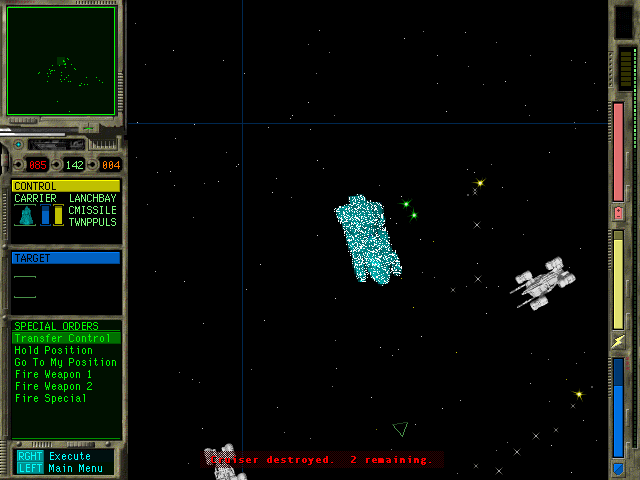 085 142 004
CONTROL
CARRIER LANCHBAY
CMISSILE
TWNPPULS
TARGET
SPECIAL ORDERS
Transfer Control
Hold Position
Go To My Position
Fire Weapon 1
Fire Weapon 2
Fire Special
RGHT Execute
LEFT Main Menu
Cruiser destroyed. 2 remaining.